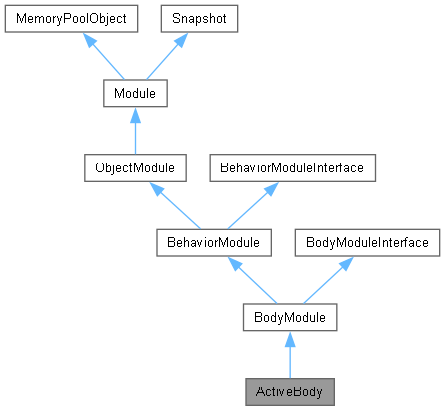 MemoryPoolObject
Snapshot
Module
ObjectModule
BehaviorModuleInterface
BehaviorModule
BodyModuleInterface
BodyModule
ActiveBody